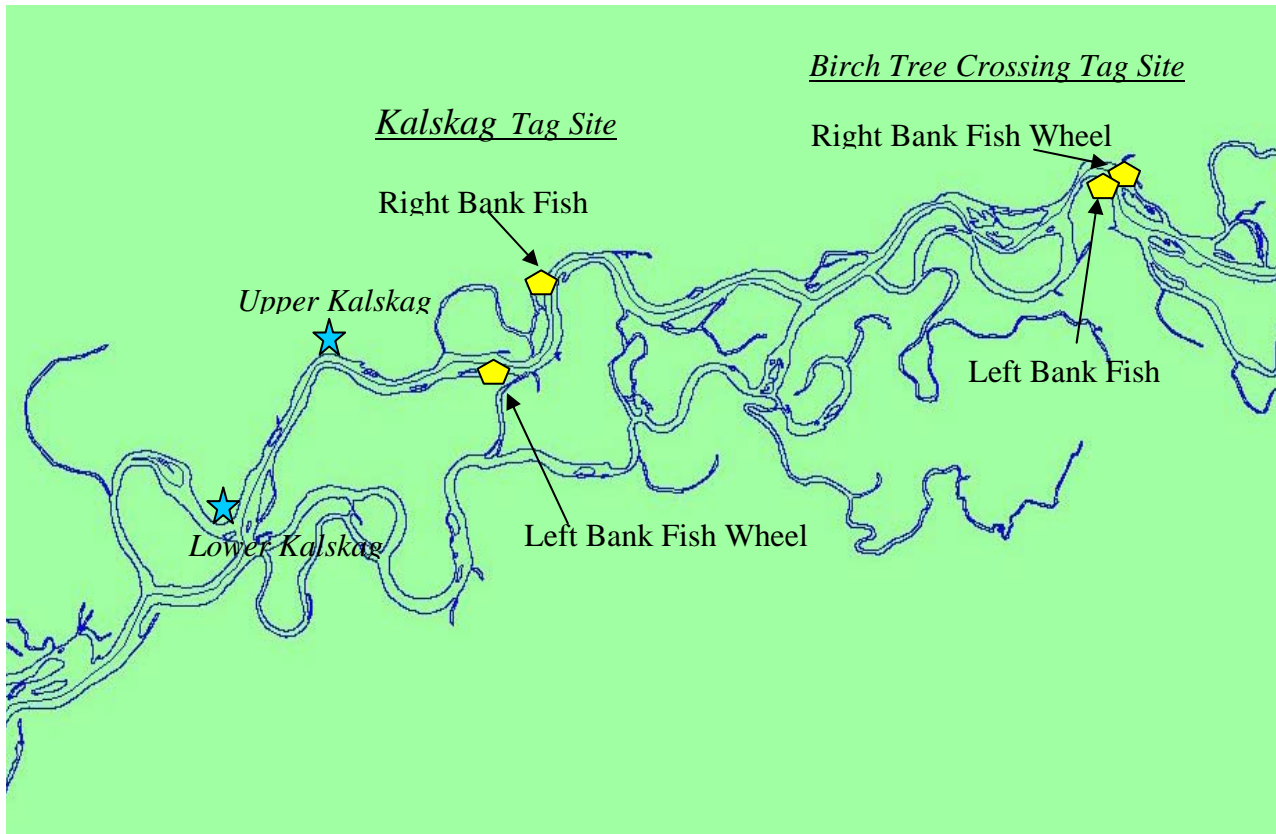 Birch Tree Crossing Tag Site
Kalskag Tag Site
Right Bank Fish Wheel
Right Bank Fish
Upper Kalskag
Left Bank Fish
Left Bank Fish Wheel
Lower Kalskag